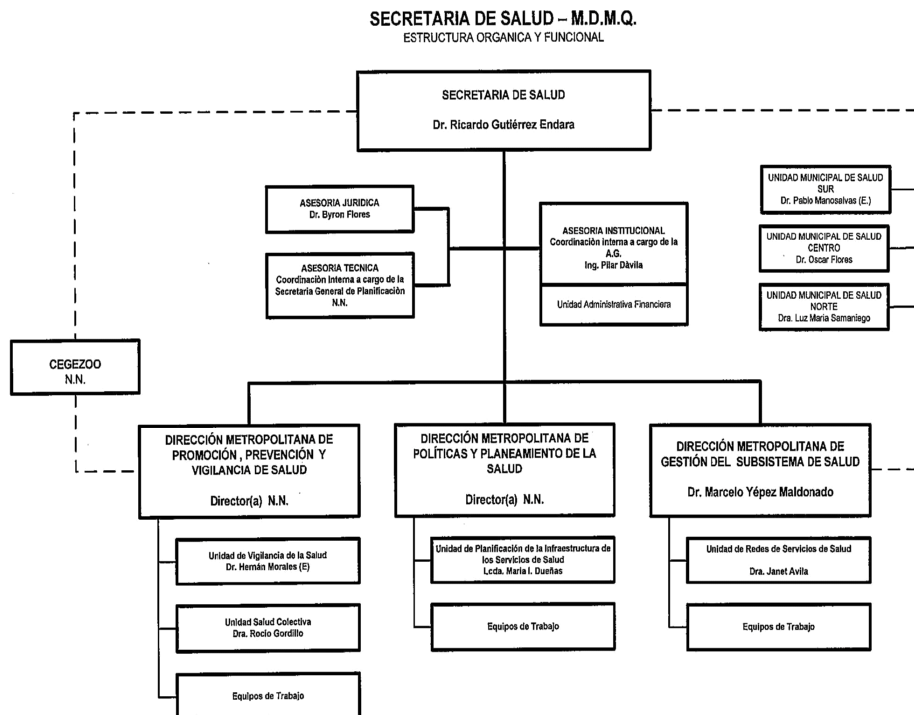 SECRETARIA DE SALUD – M.D.M.Q.
ESTRUCTURA ORGANICA Y FUNCIONAL
SECRETARIA DE SALUD
Dr. Ricardo Gutiérrez Endara
ASESORIA JURIDICA
Dr. Byron Flores
ASESORIA TECNICA
Coordinaciòn interna a cargo de la
Secretaria General de Planificaciòn
N.N.
ASESORIA INSTITUCIONAL
Coordinaciòn interna a cargo de la
A.G.
Ing. Pilar Dàvila
Unidad Administrativa Financiera
UNIDAD MUNICIPAL DE SALUD
SUR
Dr. Pablo Manosalvas (E.)
UNIDAD MUNICIPAL DE SALUD
CENTRO
Dr. Oscar Flores
UNIDAD MUNICIPAL DE SALUD
NORTE
Dra. Luz Maria Samaniego
CEGEZOO
N.N.
DIRECCIÓN METROPOLITANA DE
PROMOCIÓN , PREVENCIÓN Y
VIGILANCIA DE SALUD
Director(a) N.N.
Unidad de Vigilancia de la Salud
Dr. Hernán Morales (E)
Unidad Salud Colectiva
Dra. Rocío Gordillo
Equipos de Trabajo
DIRECCIÓN METROPOLITANA DE
POLÍTICAS Y PLANEAMIENTO DE LA
SALUD
Director(a) N.N.
Unidad de Planificación de la Infraestructura de
los Servicios de Salud
Lcda. María I. Dueñas
Equipos de Trabajo
DIRECCIÓN METROPOLITANA DE
GESTIÓN DEL SUBSISTEMA DE SALUD
Dr. Marcelo Yépez Maldonado
Unidad de Redes de Servicios de Salud
Dra. Janet Avila
Equipos de Trabajo